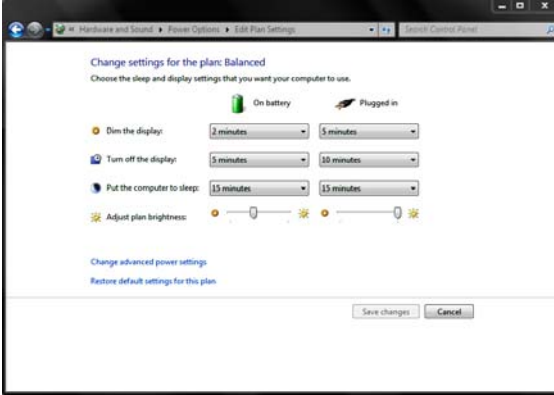 Hardware and Sound ▸ Power Options ▸ Edit Plan Settings
Search Control Panel
Change settings for the plan: Balanced
Choose the sleep and display settings that you want your computer to use.
On battery Plugged in
Dim the display: 2 minutes 5 minutes
Turn off the display: 5 minutes 10 minutes
Put the computer to sleep: 15 minutes 15 minutes
Adjust plan brightness:
Change advanced power settings
Restore default settings for this plan
Save changes Cancel